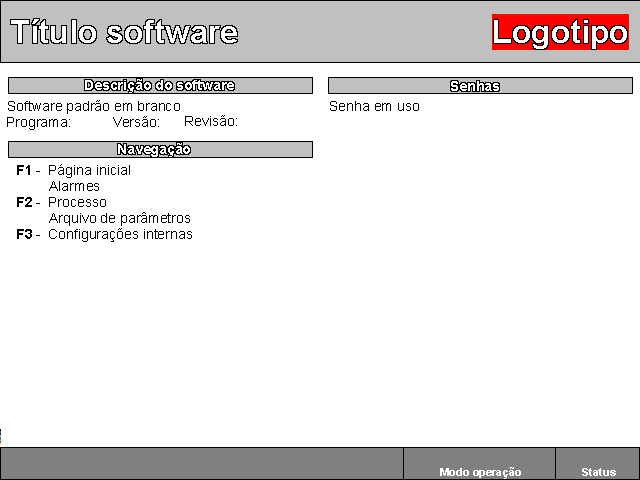 Título software
Logotipo
Descrição do software
Software padrão em branco
Programa: Versão: Revisão:
Navegação
F1 - Página inicial
Alarmes
F2 - Processo
Arquivo de parâmetros
F3 - Configurações internas
Senhas
Senha em uso
Modo operação
Status